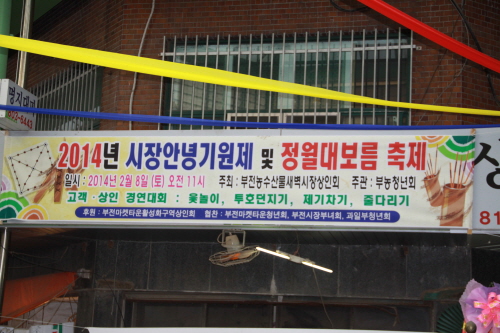 2014년 시장안녕기원제 및 정월대보름 축제
일시 : 2014년 2월 8일 (토) 오전 11시 주최 : 부전농수산물새벽시장상인회 주관 : 부농청년회
고객·상인 경연대회 : 윷놀이, 투호던지기, 제기차기, 줄다리기
후원 : 부전마켓타운활성화구역상인회 협찬 : 부전마켓타운청년회, 부전시장부녀회, 과일부청년회
81